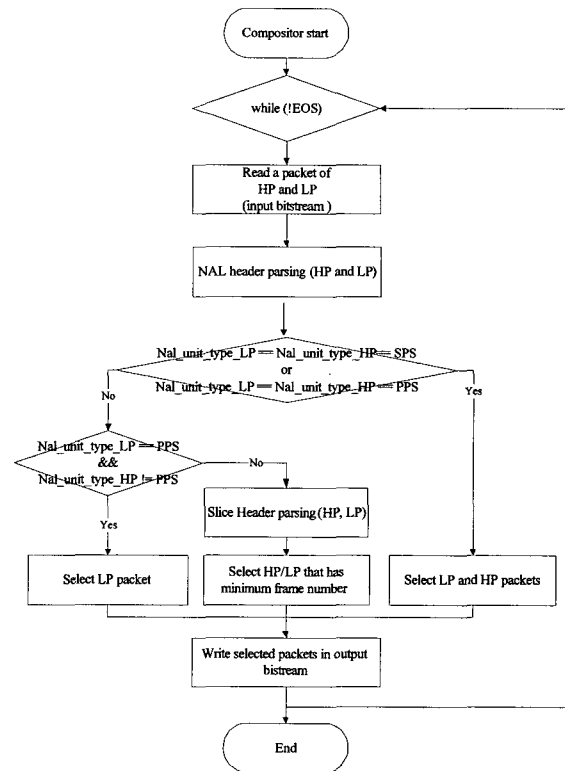 Compositor start
while (!EOS)
Read a packet of
HP and LP
(input bitstream )
NAL header parsing (HP and LP)
Nal_unit_type_LP == Nal_unit_type_HP == SPS
or
Nal_unit_type_LP == Nal_unit_type_HP == PPS
No
Yes
Nal_unit_type_LP == PPS
&&
Nal_unit_type_HP != PPS
No
Slice Header parsing (HP, LP)
Yes
Select LP packet
Select HP/LP that has
minimum frame number
Select LP and HP packets
Write selected packets in output
bistream
End